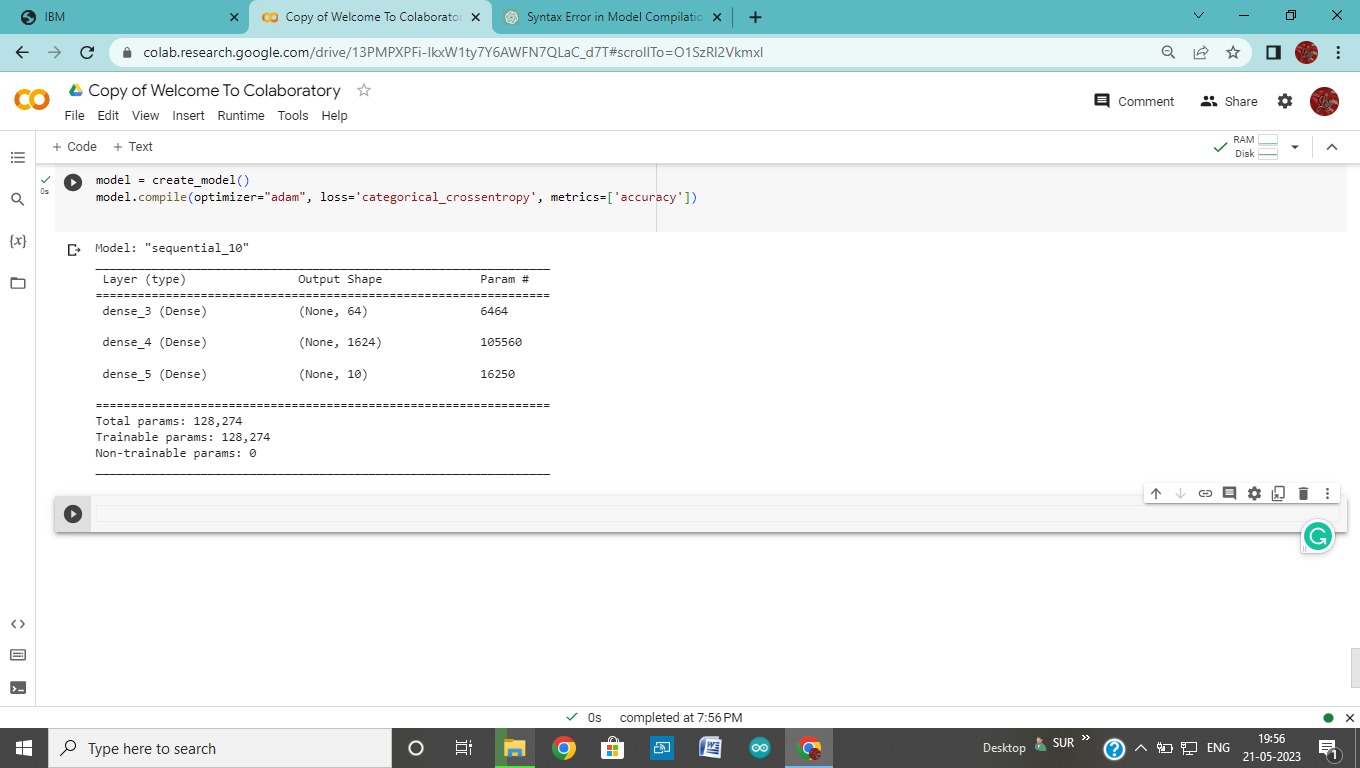 IBM
Copy of Welcome To Colaborator
Syntax Error in Model Compilatio
colab.research.google.com/drive/13PMPXPFi-IkxW1ty7Y6AWFN7QLaC_d7T#scrollTo=O1SzRI2Vkmxl
Copy of Welcome To Colaboratory
Comment
Share
File Edit View Insert Runtime Tools Help
+ Code + Text
RAM
Disk
0s
model = create_model()
model.compile(optimizer="adam", loss='categorical_crossentropy', metrics=['accuracy'])
{x}
Model: "sequential_10"
_________________________________________________________________
Layer (type) Output Shape Param #
=================================================================
dense_3 (Dense) (None, 64) 6464
dense_4 (Dense) (None, 1624) 105560
dense_5 (Dense) (None, 10) 16250
=================================================================
Total params: 128,274
Trainable params: 128,274
Non-trainable params: 0
_________________________________________________________________
0s completed at 7:56 PM
Type here to search
Desktop
SUR
ENG
19:56
21-05-2023
1